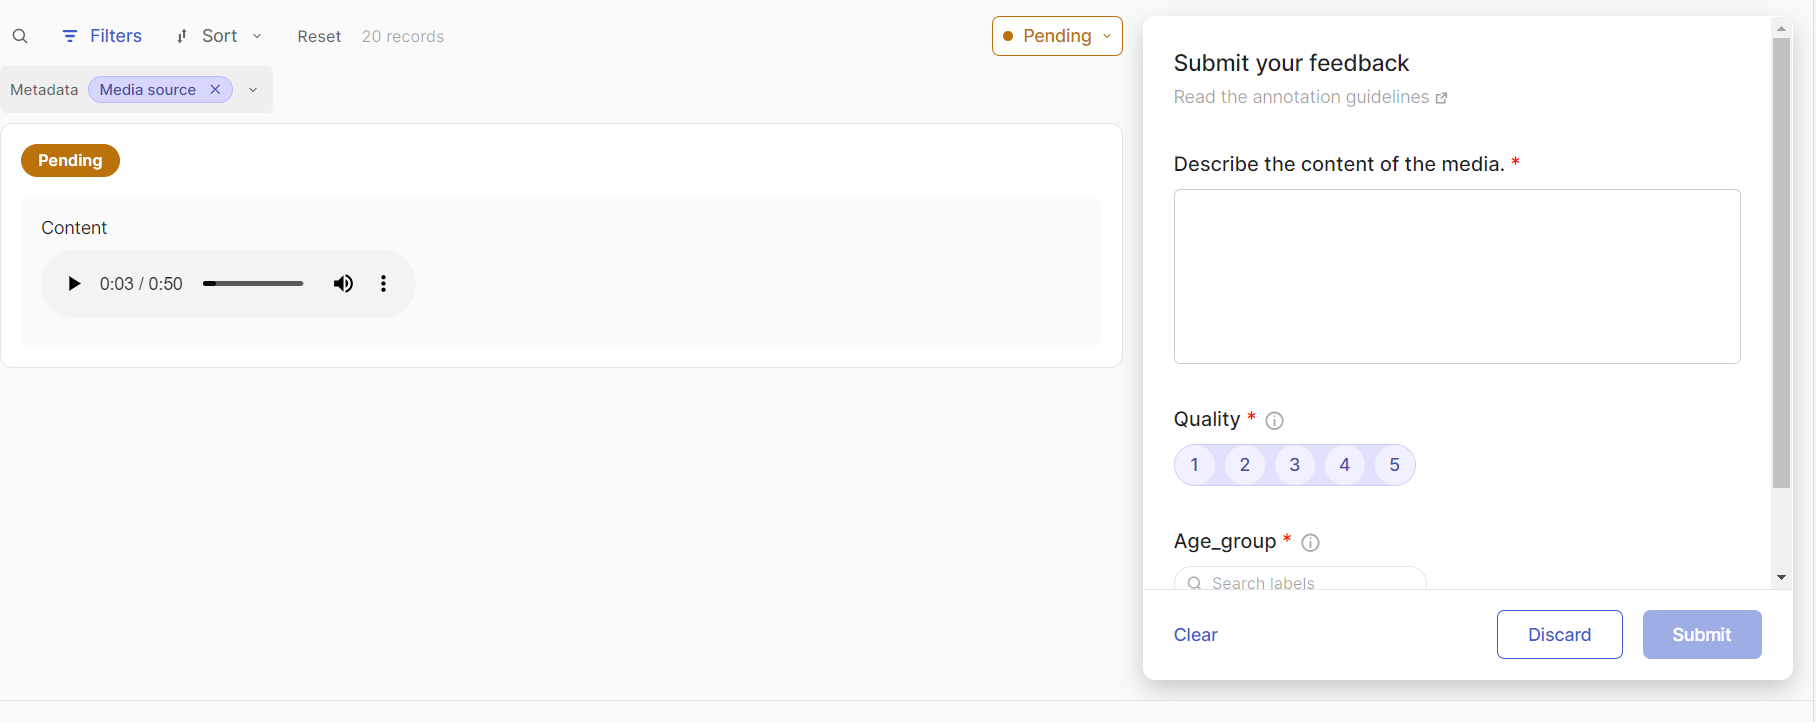 Filters Sort Reset 20 records Pending
Metadata Media source
Pending
Content
0:03 / 0:50
Submit your feedback
Read the annotation guidelines
Describe the content of the media. *
Quality *
1 2 3 4 5
Age_group *
Search labels
Clear Discard Submit